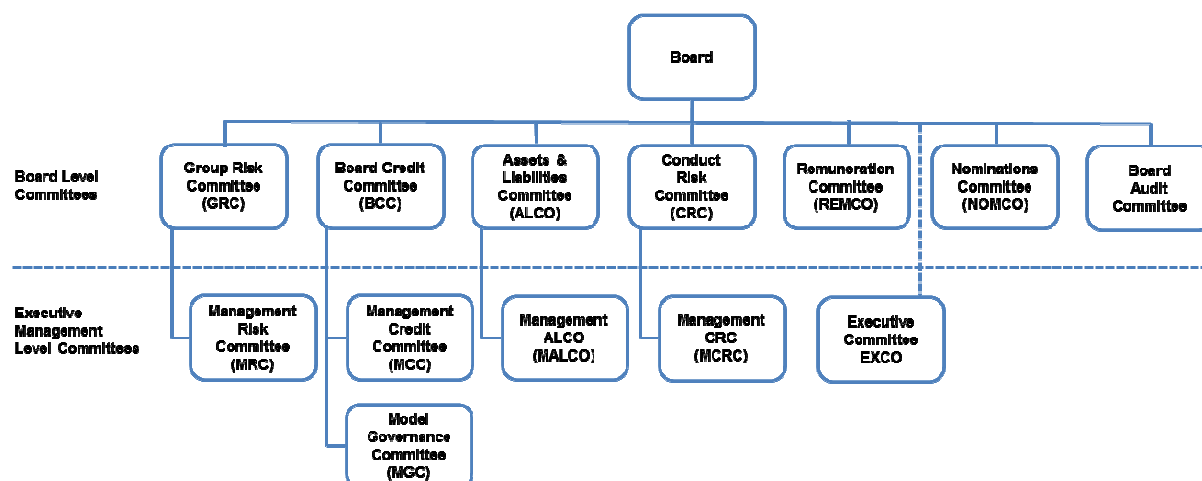 Board
Board Level
Committees
Group Risk
Committee
(GRC)
Board Credit
Committee
(BCC)
Assets &
Liabilities
Committee
(ALCO)
Conduct
Risk
Committee
(CRC)
Remuneration
Committee
(REMCO)
Nominations
Committee
(NOMCO)
Board
Audit
Committee
Executive
Management
Level Committees
Management
Risk
Committee
(MRC)
Management
Credit
Committee
(MCC)
Management
ALCO
(MALCO)
Management
CRC
(MCRC)
Executive
Committee
EXCO
Model
Governance
Committee
(MGC)